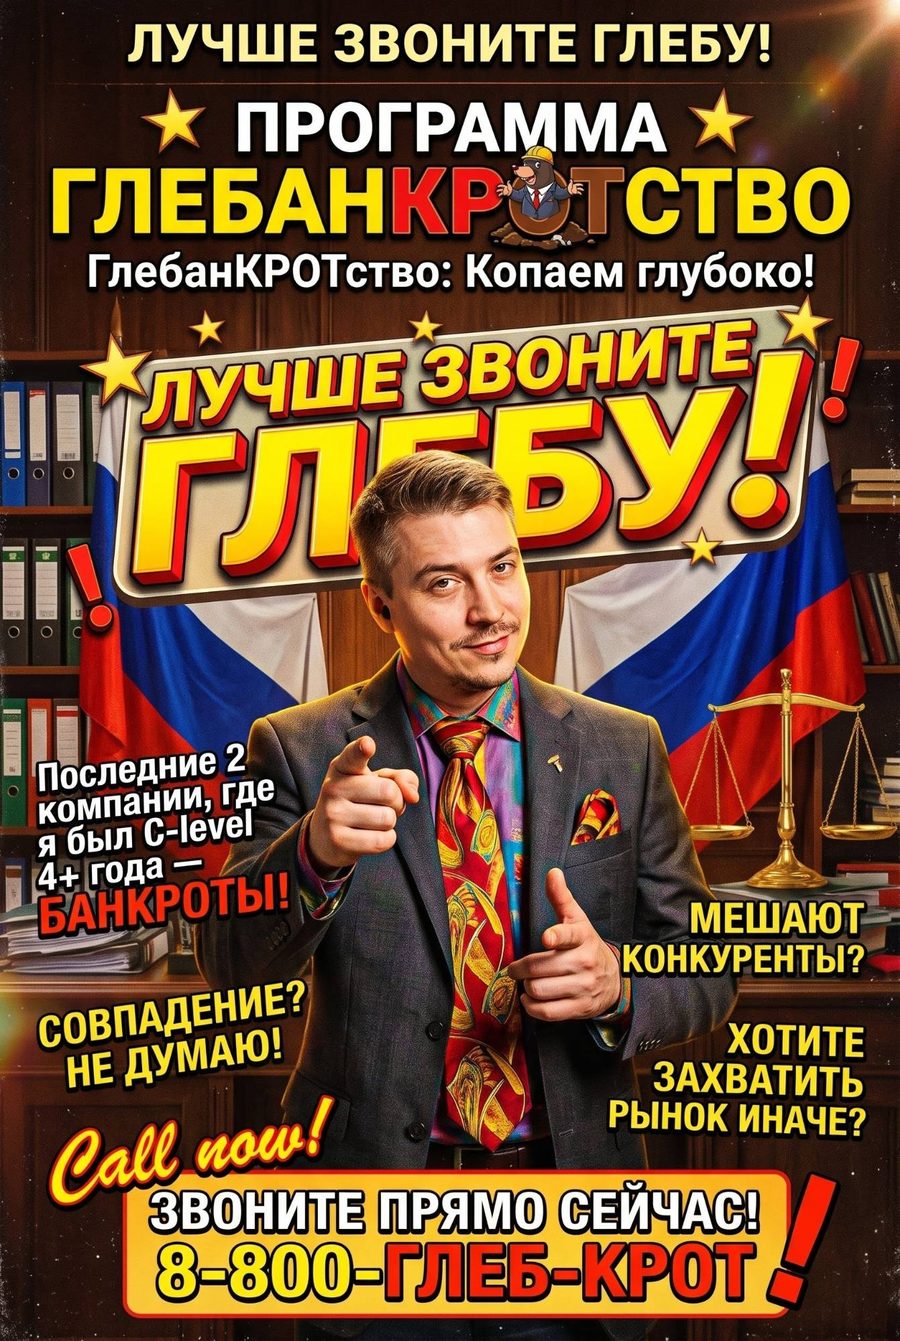 ЛУЧШЕ ЗВОНИТЕ ГЛЕБУ!
ПРОГРАММА
ГЛЕБАНКРОТСТВО
ГлебанКРОТство: Копаем глубоко!
ЛУЧШЕ ЗВОНИТЕ
ГЛЕБУ!
Последние 2
компании, где
я был C-level
4+ года —
БАНКРОТЫ!
СОВПАДЕНИЕ?
НЕ ДУМАЮ!
МЕШАЮТ
КОНКУРЕНТЫ?
ХОТИТЕ
ЗАХВАТИТЬ
РЫНОК ИНАЧЕ?
Call now!
ЗВОНИТЕ ПРЯМО СЕЙЧАС!
8-800-ГЛЕБ-КРОТ